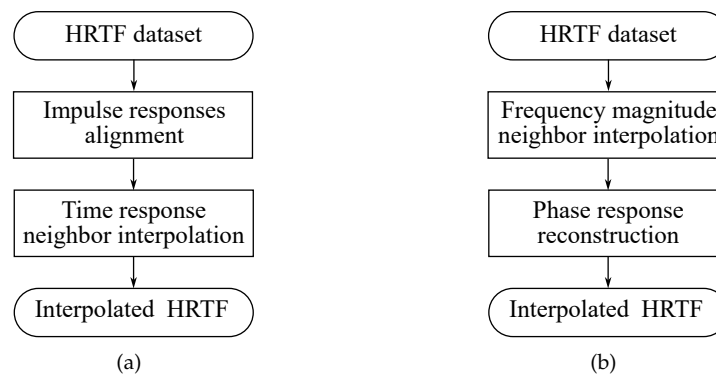 HRTF dataset
Impulse responses
alignment
Time response
neighbor interpolation
Interpolated HRTF
(a)
HRTF dataset
Frequency magnitude
neighbor interpolation
Phase response
reconstruction
Interpolated HRTF
(b)